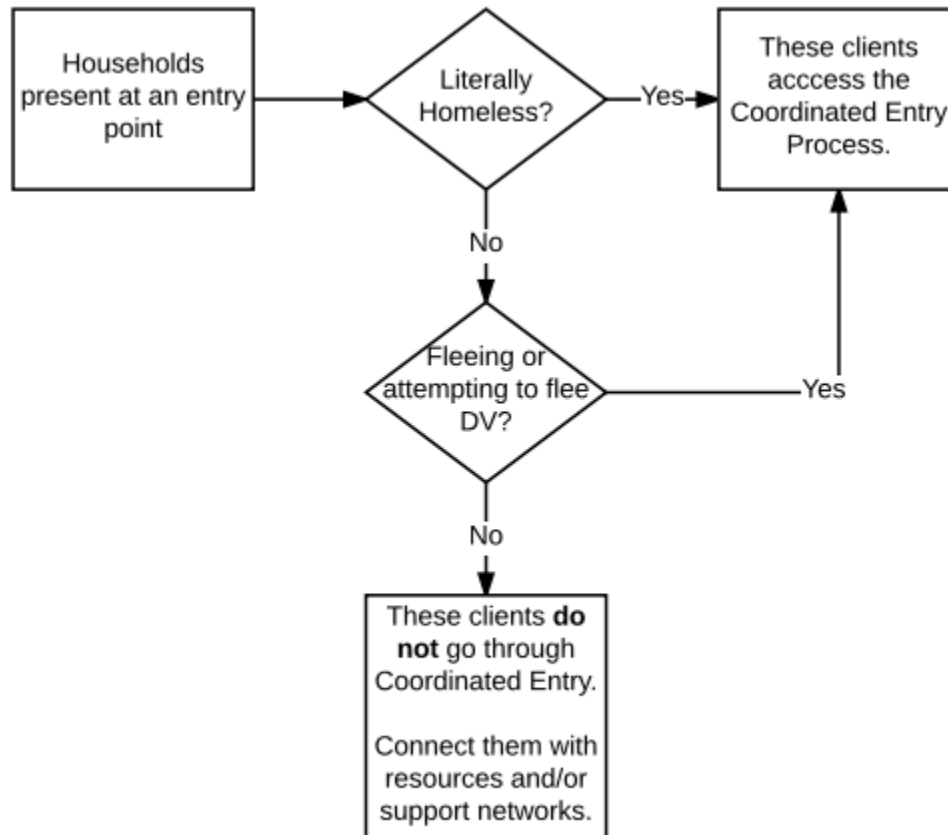 Households
present at an entry
point
Literally
Homeless?
Yes
These clients
acccess the
Coordinated Entry
Process.
No
Fleeing or
attempting to flee
DV?
Yes
No
These clients do
not go through
Coordinated Entry.
Connect them with
resources and/or
support networks.